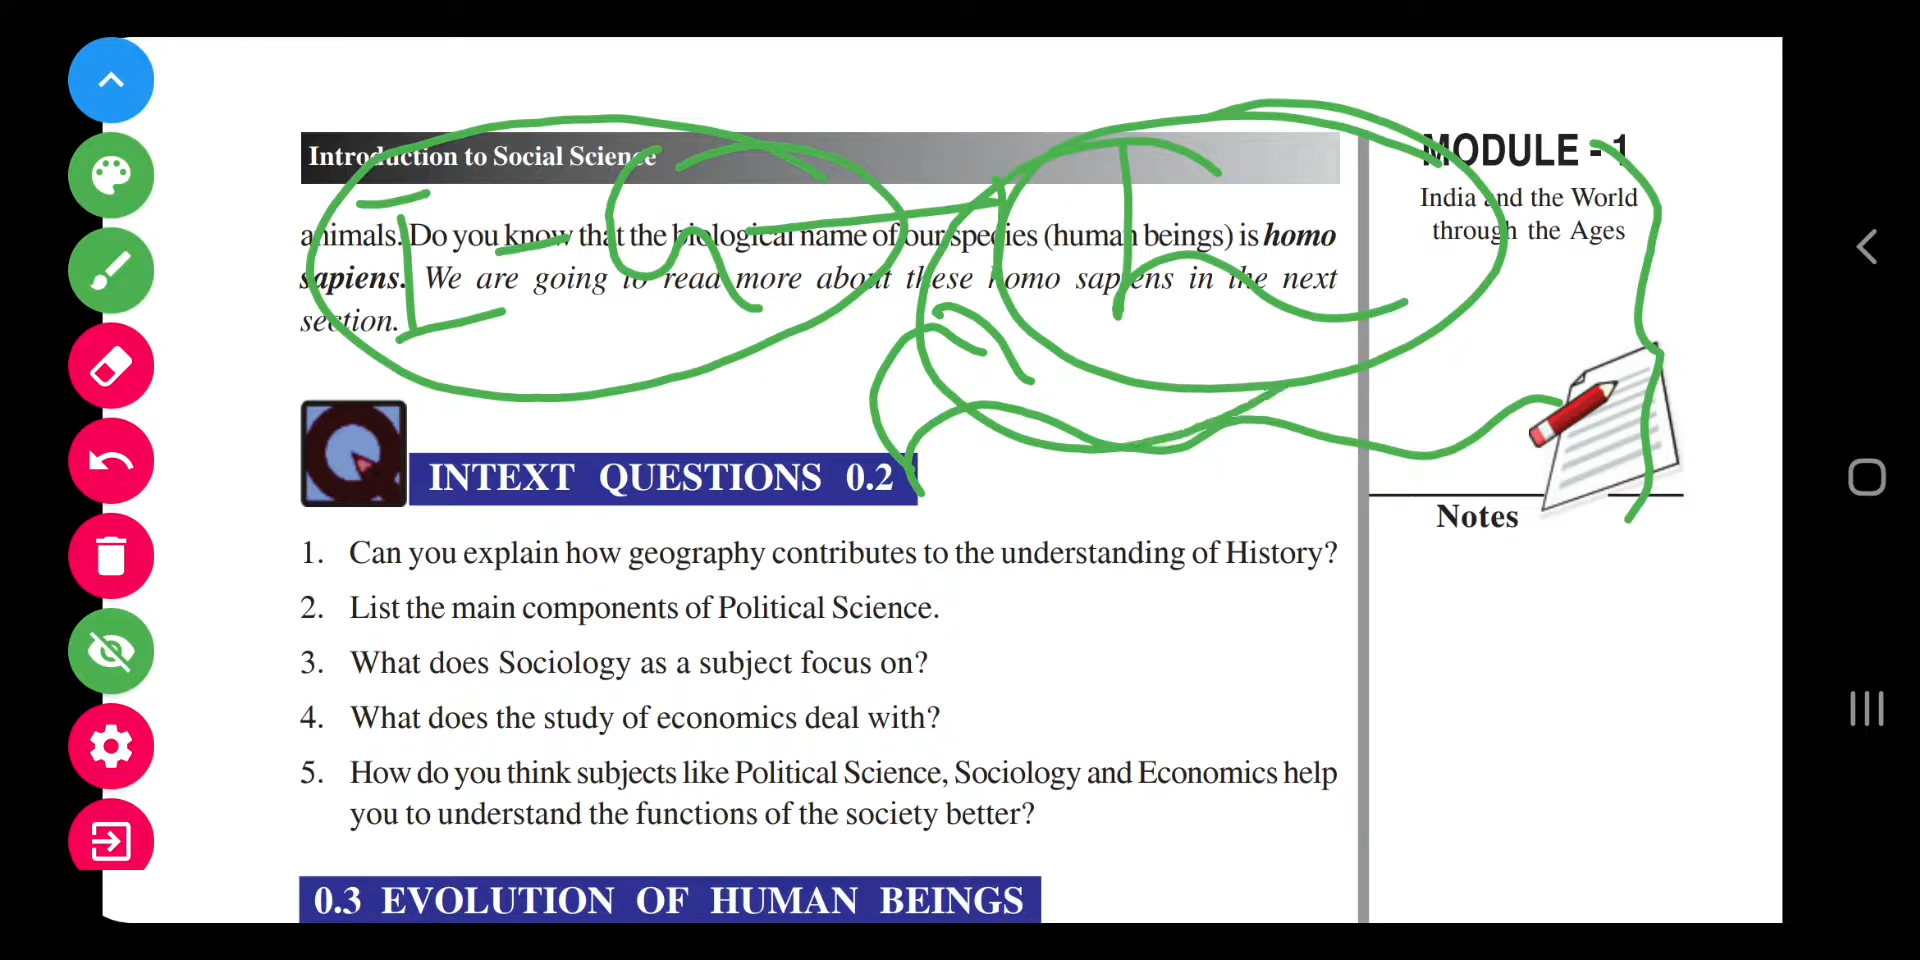 Introduction to Social Science
MODULE - 1
India and the World
through the Ages
animals. Do you know that the biological name of our species (human beings) is homo
sapiens. We are going to read more about these homo sapiens in the next
section.
INTEXT QUESTIONS 0.2
Notes
1. Can you explain how geography contributes to the understanding of History?
2. List the main components of Political Science.
3. What does Sociology as a subject focus on?
4. What does the study of economics deal with?
5. How do you think subjects like Political Science, Sociology and Economics help
you to understand the functions of the society better?
0.3 EVOLUTION OF HUMAN BEINGS